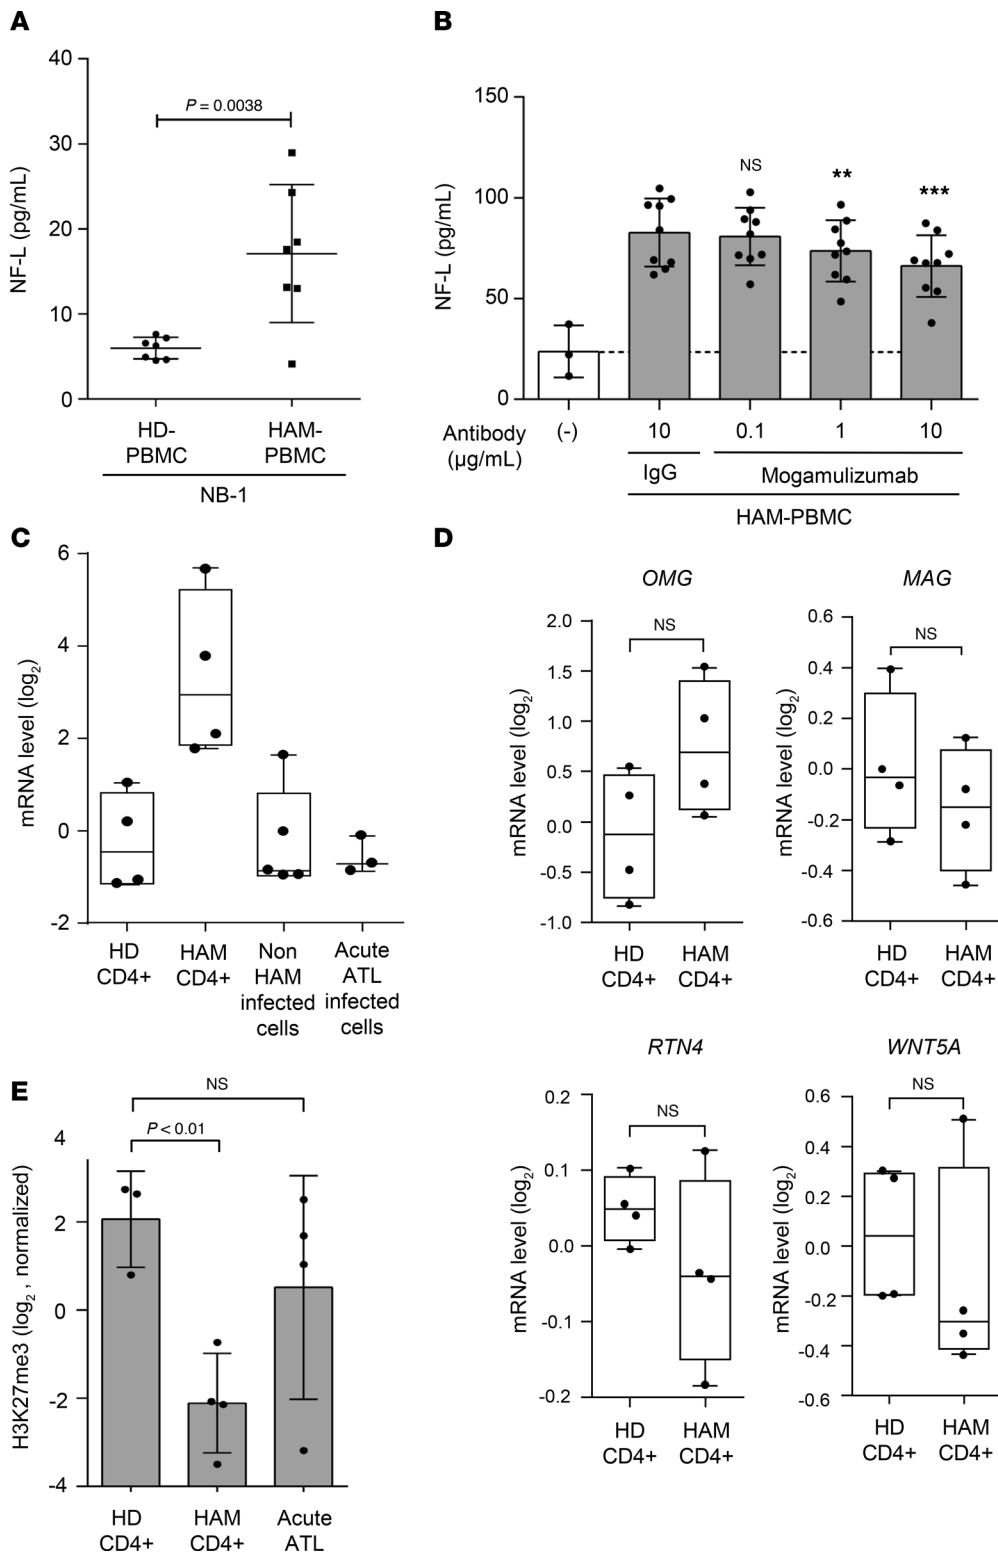 A
NF-L (pg/mL)
40
30
20
10
0
P = 0.0038
HD-
PBMC
HAM-
PBMC
NB-1
B
NF-L (pg/mL)
150
100
50
0
NS
**
***
Antibody
(µg/mL)
(-)
10
0.1
1
10
IgG
Mogamulizumab
HAM-PBMC
C
mRNA level (log2)
6
4
2
0
-2
HD
CD4+
HAM
CD4+
Non
HAM
infected
cells
Acute
ATL
infected
cells
D
OMG
mRNA level (log2)
2.0
1.5
1.0
0.5
0.0
-0.5
-1.0
NS
HD
CD4+
HAM
CD4+
MAG
mRNA level (log2)
0.6
0.4
0.2
0.0
-0.2
-0.4
-0.6
NS
HD
CD4+
HAM
CD4+
RTN4
mRNA level (log2)
0.2
0.1
0.0
-0.1
-0.2
NS
HD
CD4+
HAM
CD4+
WNT5A
mRNA level (log2)
0.6
0.4
0.2
0.0
-0.2
-0.4
-0.6
NS
HD
CD4+
HAM
CD4+
E
H3K27me3 (log2 , normalized)
4
2
0
-2
-4
NS
P < 0.01
HD
CD4+
HAM
CD4+
Acute
ATL